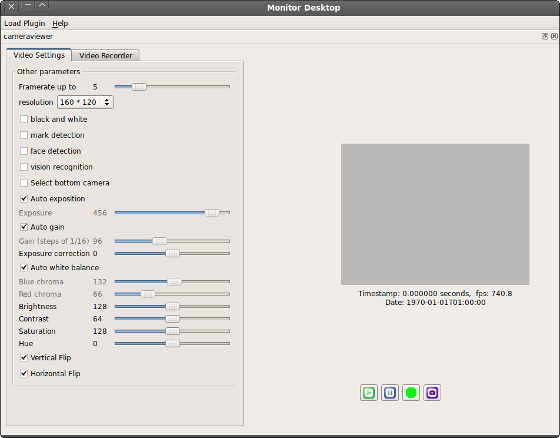 Monitor Desktop
Load Plugin Help
cameraviewer
Video Settings Video Recorder
Other parameters
Framerate up to 5
resolution 160 * 120
black and white
mark detection
face detection
vision recognition
Select bottom camera
Auto exposition
Exposure 456
Auto gain
Gain (steps of 1/16) 96
Exposure correction 0
Auto white balance
Blue chroma 132
Red chroma 66
Brightness 128
Contrast 64
Saturation 128
Hue 0
Vertical Flip
Horizontal Flip
Timestamp: 0.000000 seconds, fps: 740.8
Date: 1970-01-01T01:00:00